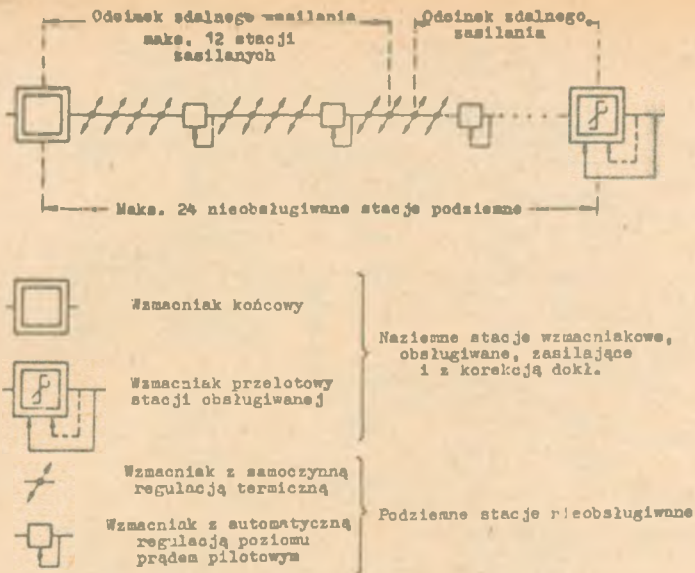 Odcinek zdalnego zasilania
maks. 12 stacji
zasilanych
Odcinek zdalnego
zasilania
Maks. 24 nieobsługiwane stacje podziemne
Wzmacniak końcowy
Wzmacniak przelotowy
stacji obsługiwanej
Naziemne stacje wzmacniakowe,
obsługiwane, zasilające
i z korekcją dokł.
Wzmacniak z samoczynną
regulacją termiczną
Wzmacniak z automatyczną
regulacją poziomu
prądem pilotowym
Podziemne stacje nieobsługiwane